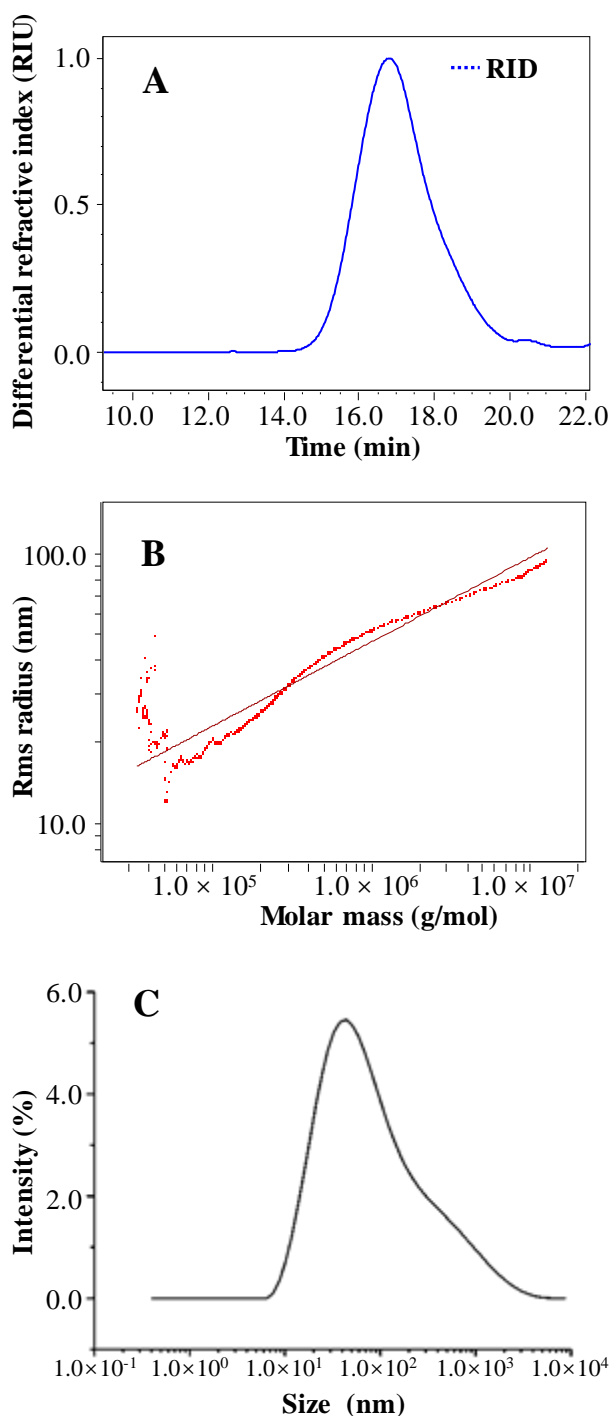 A
RID
Differential refractive index (RIU)
1.0
0.5
0.0
10.0 12.0 14.0 16.0 18.0 20.0 22.0
Time (min)
B
Rms radius (nm)
100.0
10.0
1.0 × 10⁵ 1.0 × 10⁶ 1.0 × 10⁷
Molar mass (g/mol)
C
Intensity (%)
6.0
4.0
2.0
0.0
1.0×10⁻¹ 1.0×10⁰ 1.0×10¹ 1.0×10² 1.0×10³ 1.0×10⁴
Size (nm)